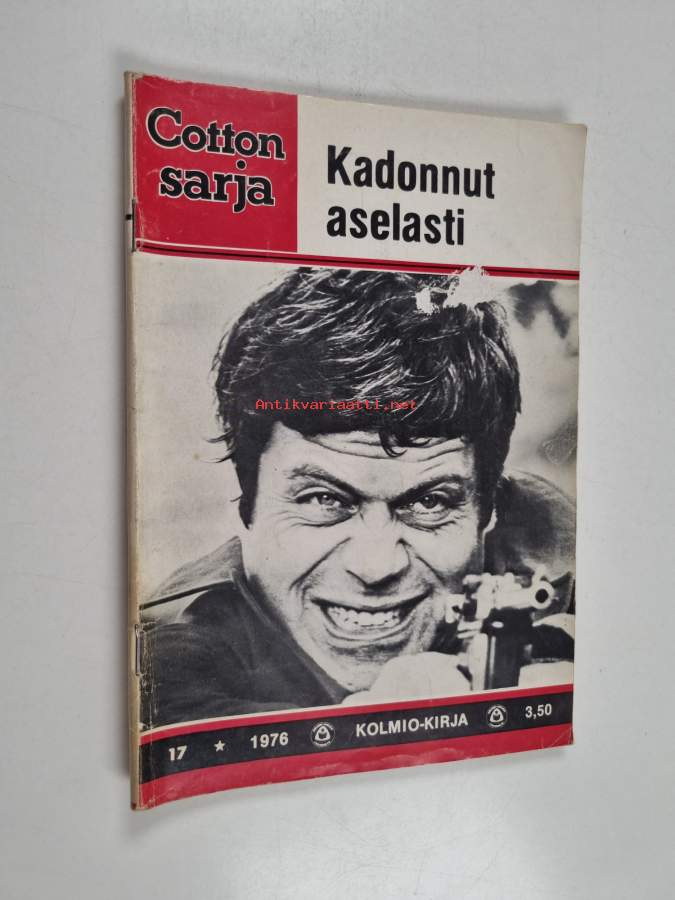 Cotton
sarja
Kadonnut
aselasti
Antikvariaatti.net
17 ★ 1976 KOLMIO-KIRJA 3,50